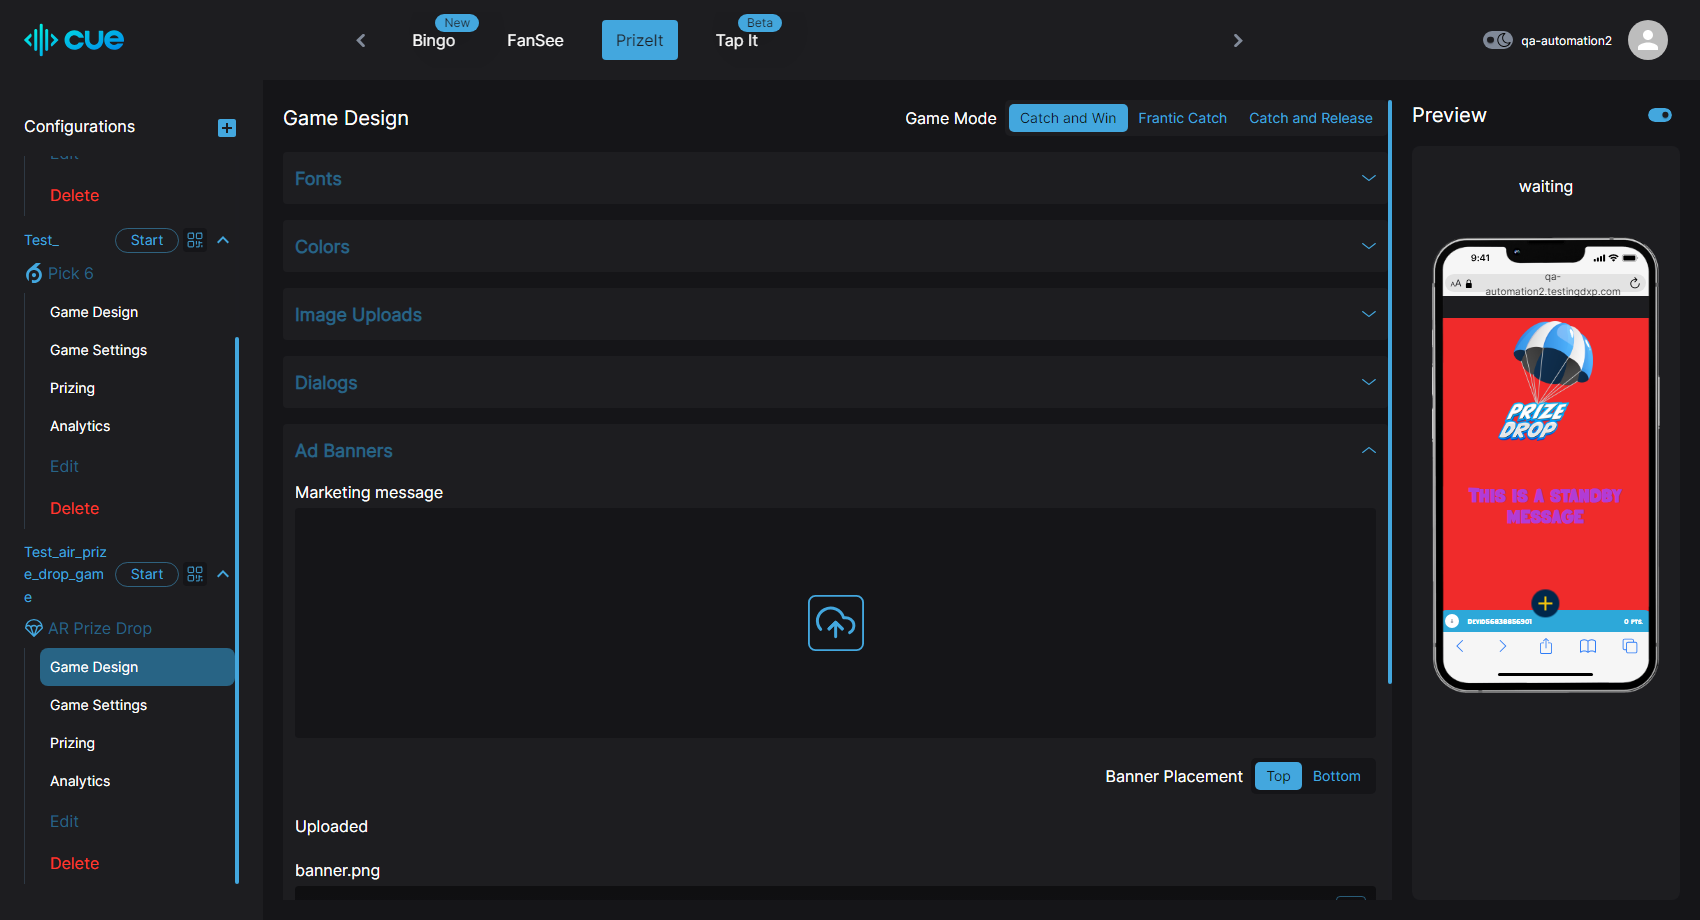 cue
New
Bingo
FanSee
PrizeIt
Beta
Tap It
qa-automation2
Configurations
Edit
Delete
Test_
Start
Pick 6
Game Design
Game Settings
Prizing
Analytics
Edit
Delete
Test_air_priz
e_drop_gam
e
Start
AR Prize Drop
Game Design
Game Settings
Prizing
Analytics
Edit
Delete
Game Design
Game Mode
Catch and Win
Frantic Catch
Catch and Release
Fonts
Colors
Image Uploads
Dialogs
Ad Banners
Marketing message
Banner Placement
Top
Bottom
Uploaded
banner.png
Preview
waiting
9:41
AA
qa-
automation2.testingdxp.com
PRIZE
DROP
THIS IS A STANDBY
MESSAGE
0 PTS.